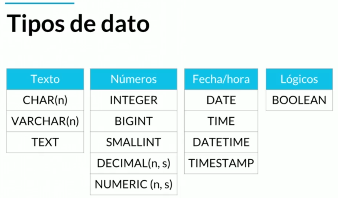 Tipos de dato
Texto Números Fecha/hora Lógicos
CHAR(n) INTEGER DATE BOOLEAN
VARCHAR(n) BIGINT TIME
TEXT SMALLINT DATETIME
DECIMAL(n, s) TIMESTAMP
NUMERIC (n, s)